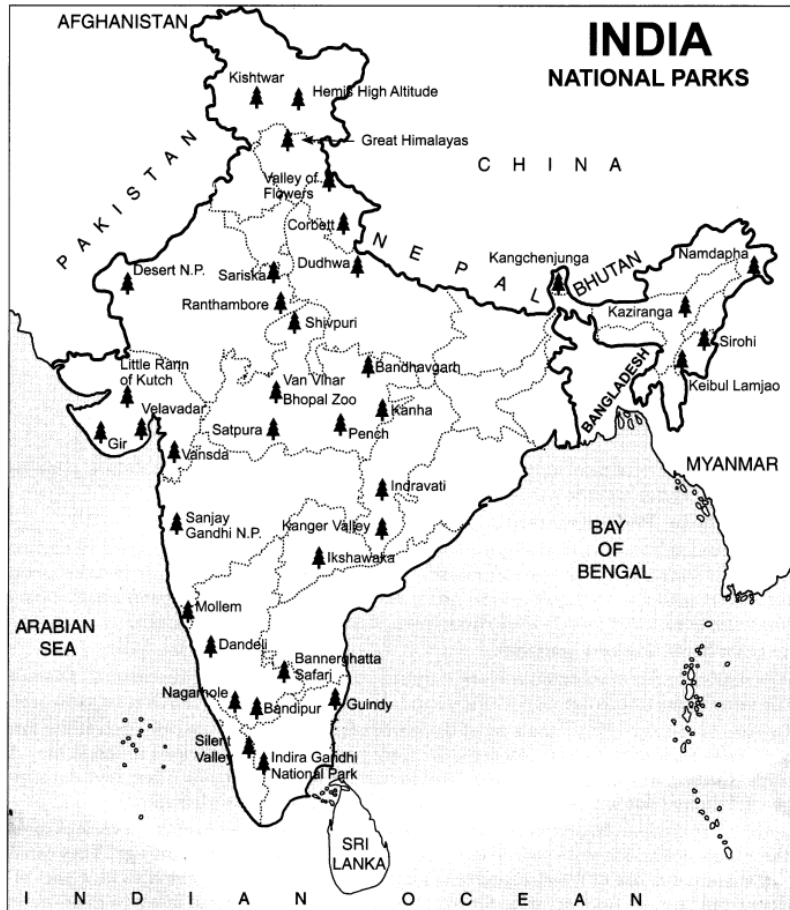 AFGHANISTAN
INDIA
NATIONAL PARKS
Kishtwar
Hemis High Altitude
Great Himalayas
PAKISTAN
CHINA
Valley of
Flowers
Corbett
NEPAL
Dudhwa
Kangchenjunga
BHUTAN
Namdapha
Desert N.P.
Sariska
Ranthambore
Shivpuri
Kaziranga
Sirohi
Keibul Lamjao
BANGLADESH
Little Rann
of Kutch
Van Vihar
Bhopal Zoo
Bandhavgarh
Kanha
Velavadar
Gir
Satpura
Pench
Vansda
MYANMAR
Indravati
Sanjay
Gandhi N.P.
Kanger Valley
Ikshawaka
BAY
OF
BENGAL
Mollem
ARABIAN
SEA
Dandeli
Bannerghatta
Safari
Nagarhole
Bandipur
Guindy
Silent
Valley
Indira Gandhi
National Park
SRI
LANKA
INDIAN OCEAN